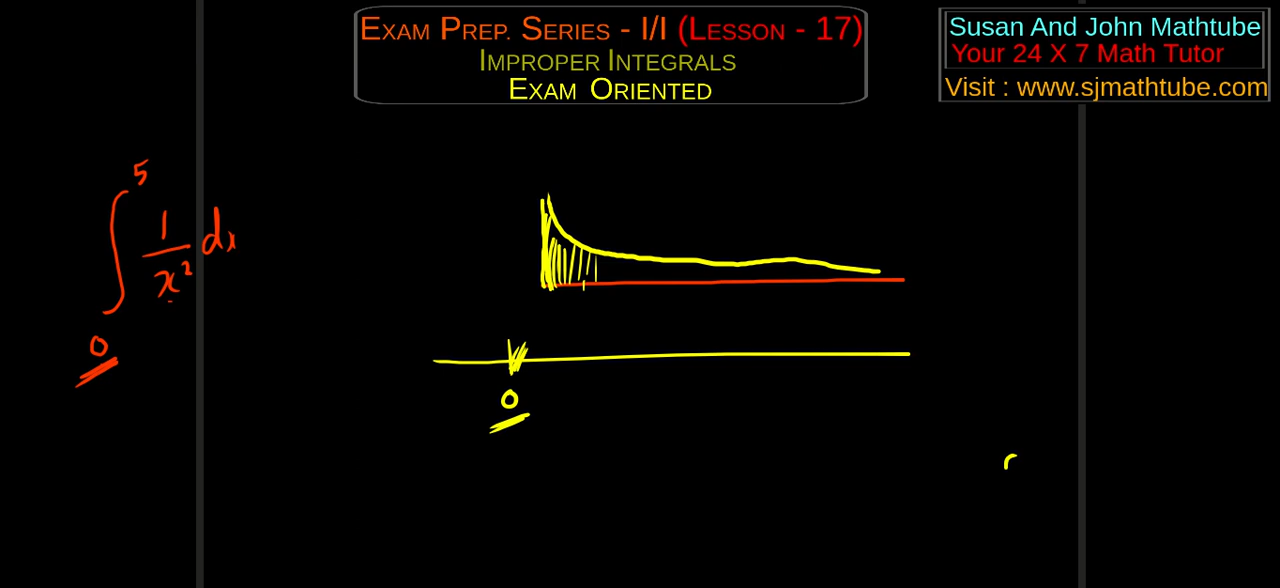 Exam Prep. Series - I/I (Lesson - 17)
Improper Integrals
Exam Oriented
Susan And John Mathtube
Your 24 X 7 Math Tutor
Visit : www.sjmathtube.com
∫₀⁵ 1/x² dx
0